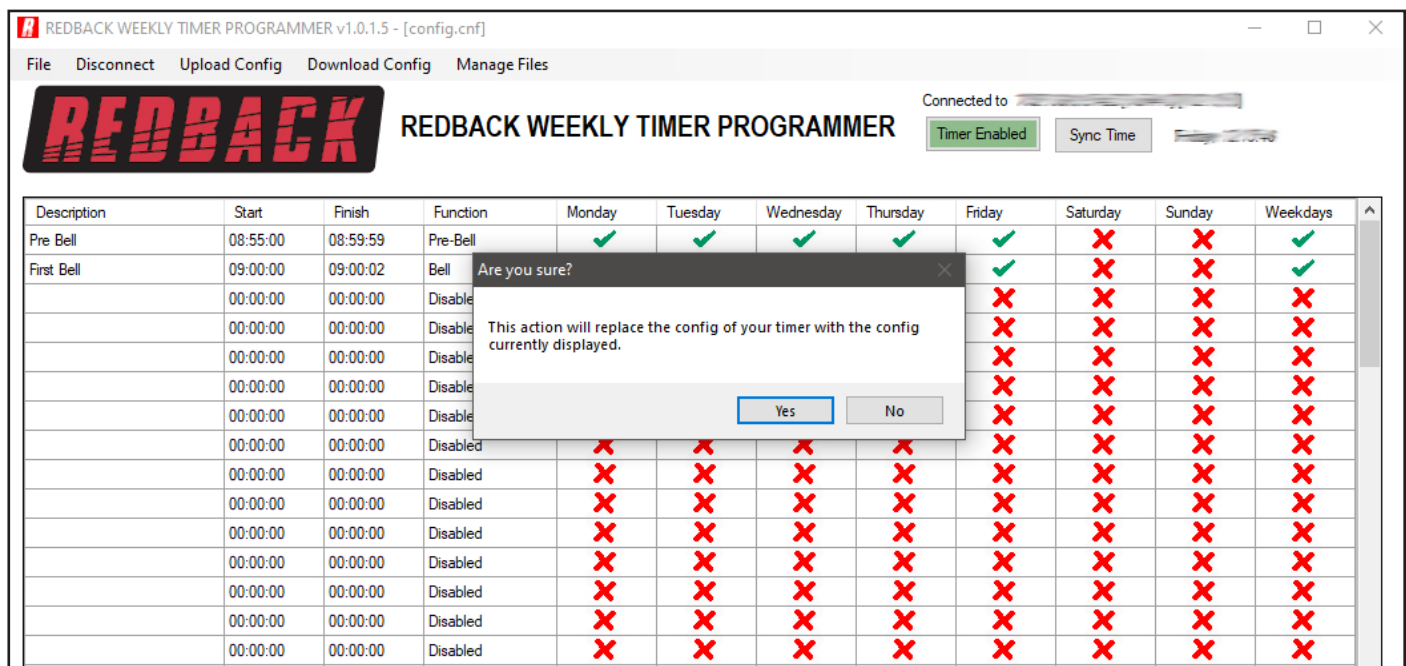 REDBACK WEEKLY TIMER PROGRAMMER v1.0.1.5 - [config.cnf]
File Disconnect Upload Config Download Config Manage Files
REDBACK
REDBACK WEEKLY TIMER PROGRAMMER
Connected to
Timer Enabled Sync Time
Description Start Finish Function Monday Tuesday Wednesday Thursday Friday Saturday Sunday Weekdays
Pre Bell 08:55:00 08:59:59 Pre-Bell
First Bell 09:00:00 09:00:02 Bell
Are you sure?
00:00:00 00:00:00 Disable
00:00:00 00:00:00 Disable
This action will replace the config of your timer with the config
currently displayed.
00:00:00 00:00:00 Disable
00:00:00 00:00:00 Disable
00:00:00 00:00:00 Disable
Yes No
00:00:00 00:00:00 Disabled
00:00:00 00:00:00 Disabled
00:00:00 00:00:00 Disabled
00:00:00 00:00:00 Disabled
00:00:00 00:00:00 Disabled
00:00:00 00:00:00 Disabled
00:00:00 00:00:00 Disabled
00:00:00 00:00:00 Disabled